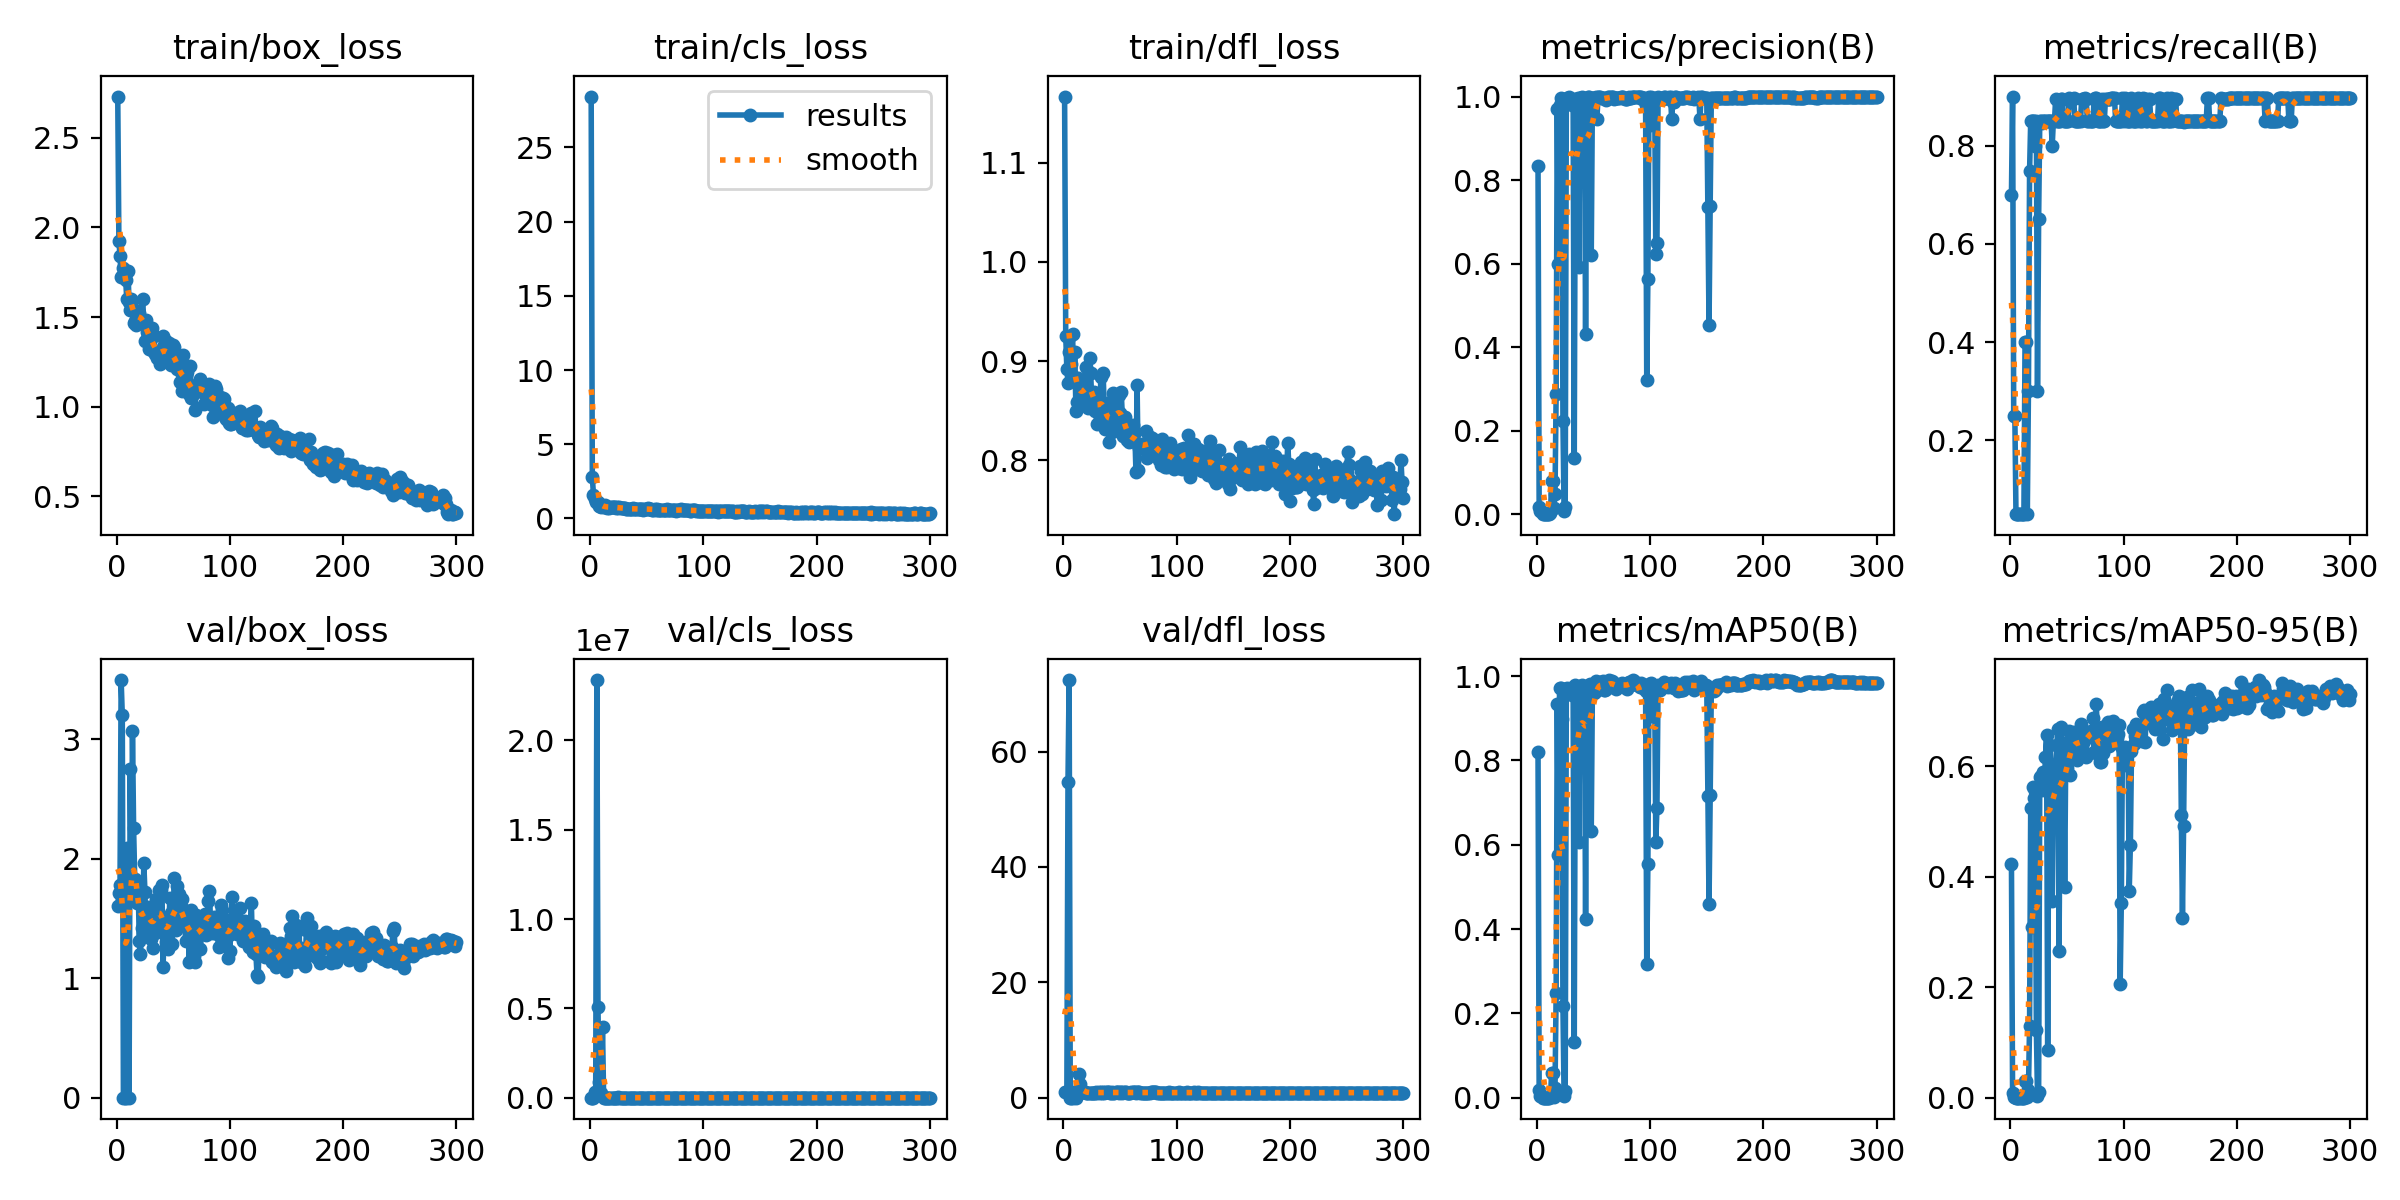 train/box_loss
train/cls_loss
train/dfl_loss
metrics/precision(B)
metrics/recall(B)
2.5
2.0
1.5
1.0
0.5
0 100 200 300
results
smooth
25
20
15
10
5
0
0 100 200 300
1.1
1.0
0.9
0.8
0 100 200 300
1.0
0.8
0.6
0.4
0.2
0.0
0 100 200 300
0.8
0.6
0.4
0.2
0 100 200 300
val/box_loss
1e7
val/cls_loss
val/dfl_loss
metrics/mAP50(B)
metrics/mAP50-95(B)
3
2
1
0
0 100 200 300
2.0
1.5
1.0
0.5
0.0
0 100 200 300
60
40
20
0
0 100 200 300
1.0
0.8
0.6
0.4
0.2
0.0
0 100 200 300
0.6
0.4
0.2
0.0
0 100 200 300